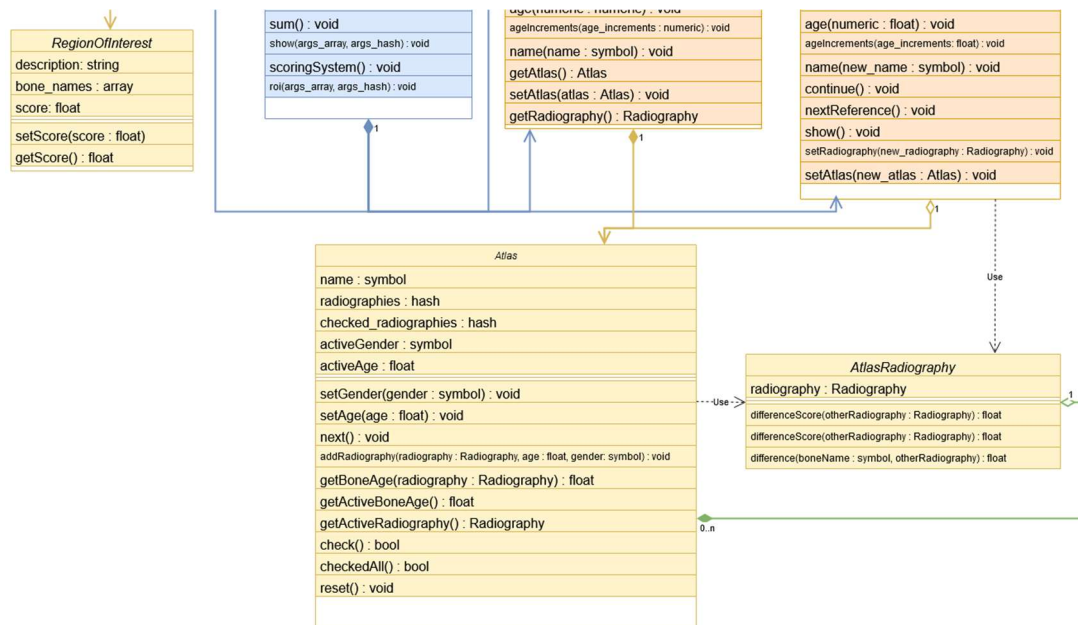 RegionOfInterest
description: string
bone_names : array
score: float
setScore(score : float)
getScore() : float
sum() : void
show(args_array, args_hash) : void
scoringSystem() : void
roi(args_array, args_hash) : void
1
age(numeric : numeric) : void
ageIncrements(age_increments : numeric) : void
name(name : symbol) : void
getAtlas() : Atlas
setAtlas(atlas : Atlas) : void
getRadiography() : Radiography
1
age(numeric : float) : void
ageIncrements(age_increments: float) : void
name(new_name : symbol) : void
continue() : void
nextReference() : void
show() : void
setRadiography(new_radiography : Radiography) : void
setAtlas(new_atlas : Atlas) : void
1
Use
Atlas
name : symbol
radiographies : hash
checked_radiographies : hash
activeGender : symbol
activeAge : float
setGender(gender : symbol) : void
setAge(age : float) : void
next() : void
addRadiography(radiography : Radiography, age : float, gender: symbol) : void
getBoneAge(radiography : Radiography) : float
getActiveBoneAge() : float
getActiveRadiography() : Radiography
check() : bool
checkedAll() : bool
reset() : void
Use
0..n
AtlasRadiography
radiography : Radiography
differenceScore(otherRadiography : Radiography) : float
differenceScore(otherRadiography : Radiography) : float
difference(boneName : symbol, otherRadiography) : float
1